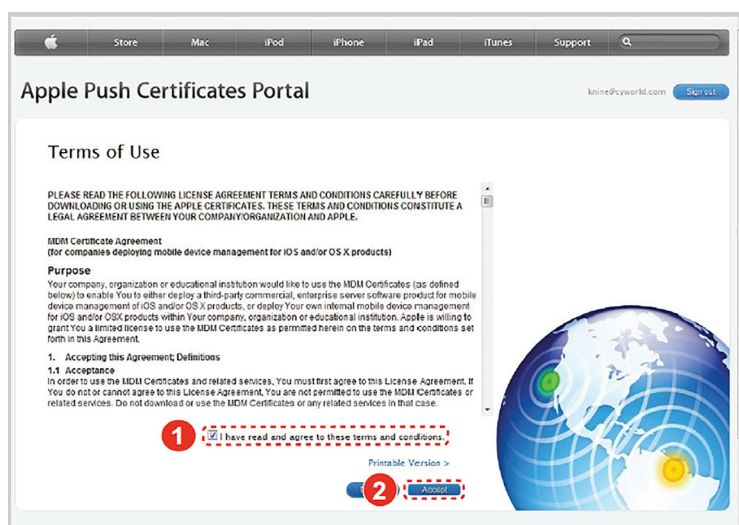 Store Mac iPod iPhone iPad iTunes Support
Apple Push Certificates Portal
knine@cyworld.com Sign out
Terms of Use
PLEASE READ THE FOLLOWING LICENSE AGREEMENT TERMS AND CONDITIONS CAREFULLY BEFORE
DOWNLOADING OR USING THE APPLE CERTIFICATES. THESE TERMS AND CONDITIONS CONSTITUTE A
LEGAL AGREEMENT BETWEEN YOUR COMPANY/ORGANIZATION AND APPLE.
MDM Certificate Agreement
(for companies deploying mobile device management for iOS and/or OS X products)
Purpose
Your company, organization or educational institution would like to use the MDM Certificates (as defined
below) to enable You to either deploy a third-party commercial, enterprise server software product for mobile
device management of iOS and/or OS X products, or deploy Your own internal mobile device management
for iOS and/or OSX products within Your company, organization or educational institution. Apple is willing to
grant You a limited license to use the MDM Certificates as permitted herein on the terms and conditions set
forth in this Agreement.
1. Accepting this Agreement; Definitions
1.1 Acceptance
In order to use the MDM Certificates and related services, You must first agree to this License Agreement. If
You do not or cannot agree to this License Agreement, You are not permitted to use the MDM Certificates or
related services. Do not download or use the MDM Certificates or any related services in that case.
1 I have read and agree to these terms and conditions.
Printable Version >
2 Accept